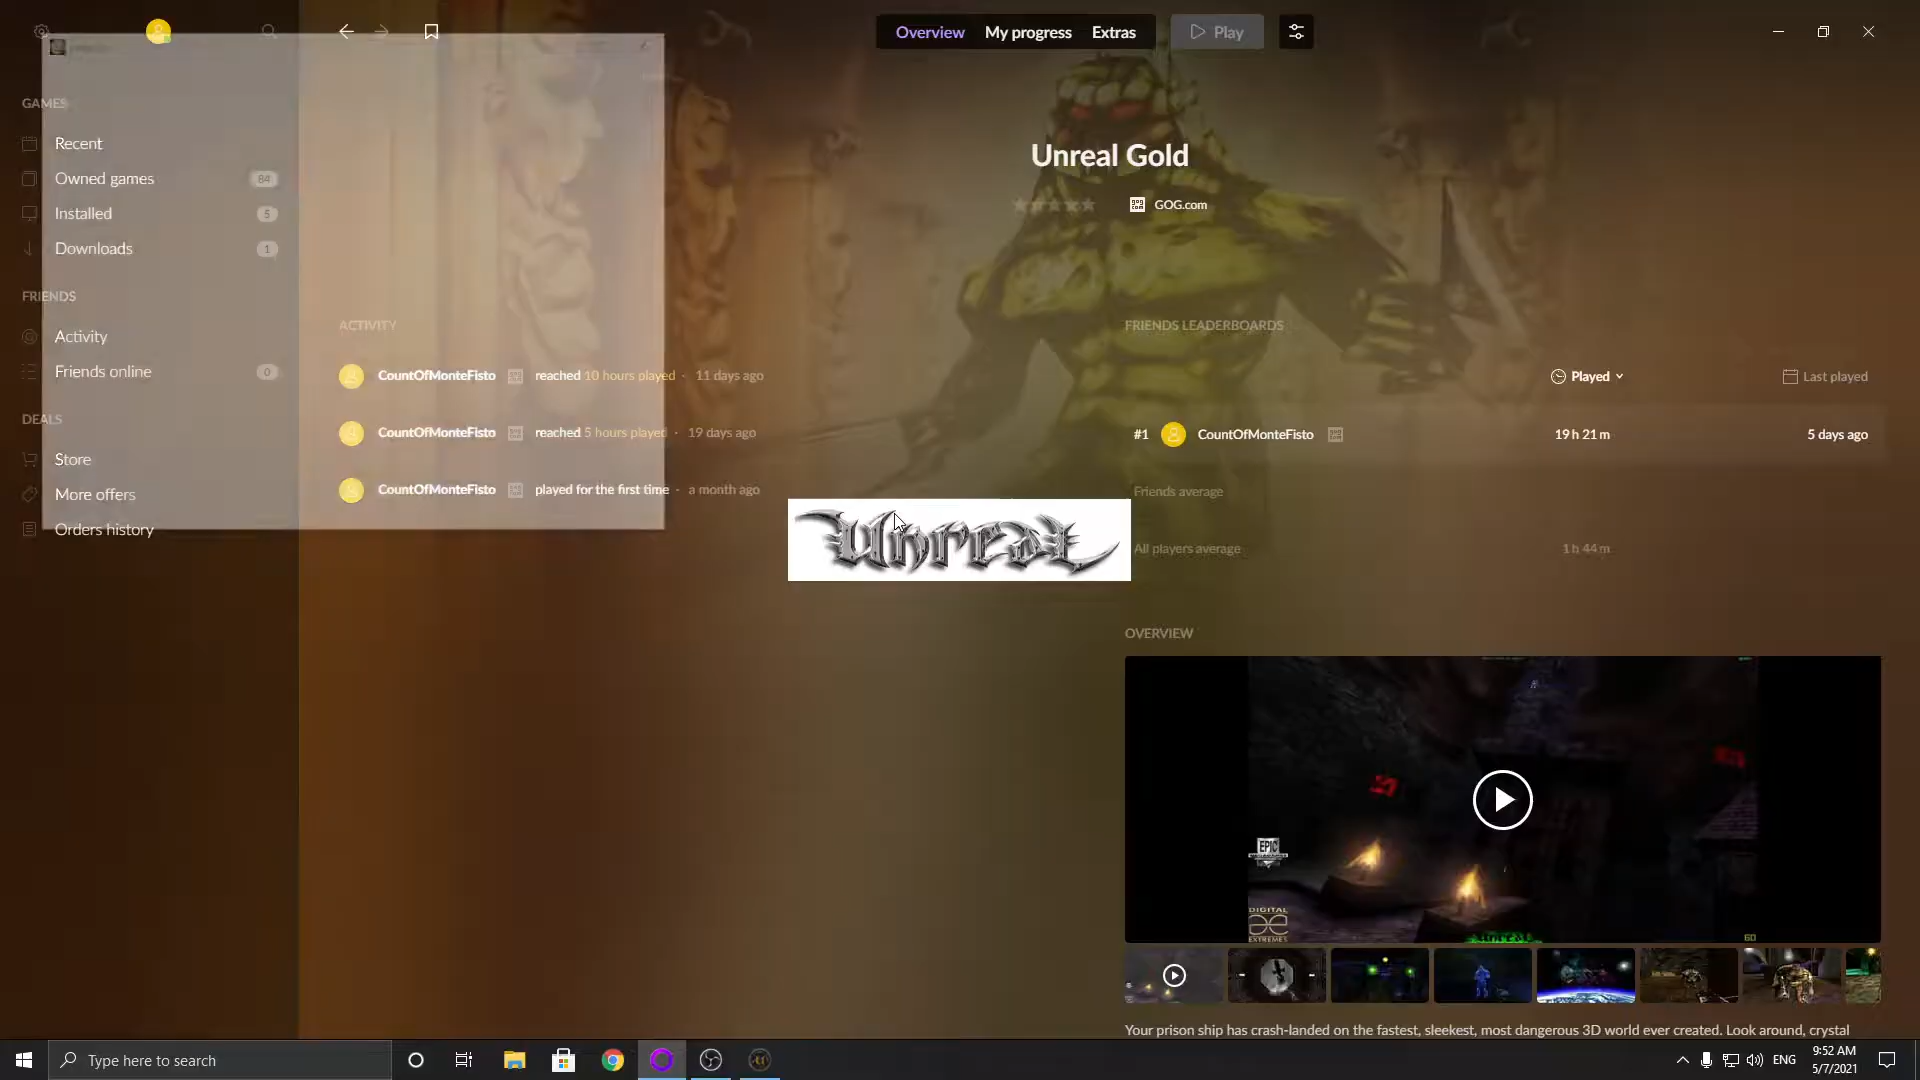 Overview My progress Extras Play
GAMES
Recent
Owned games 84
Installed 5
Downloads 1
FRIENDS
Activity
Friends online 0
DEALS
Store
More offers
Orders history
Unreal Gold
GOG.com
ACTIVITY
CountOfMonteFisto reached 10 hours played - 11 days ago
CountOfMonteFisto reached 5 hours played - 19 days ago
CountOfMonteFisto played for the first time - a month ago
Unreal
FRIENDS LEADERBOARDS
Played Last played
#1 CountOfMonteFisto 19 h 21 m 5 days ago
Friends average
All players average 1 h 44 m
OVERVIEW
EPIC
DIGITAL
EXTREMES
UNREAL
60
Your prison ship has crash-landed on the fastest, sleekest, most dangerous 3D world ever created. Look around, crystal
Type here to search
ENG
9:52 AM
5/7/2021